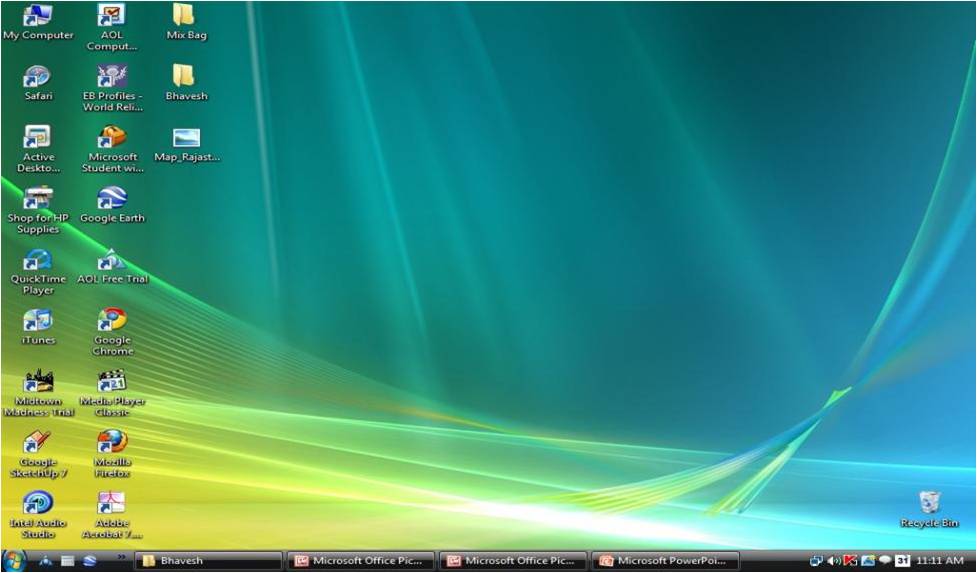 My Computer
AOL
Comput...
Mix Bag
Safari
EB Profiles -
World Reli...
Bhavesh
Active
Deskto...
Microsoft
Student wi...
Map_Rajast...
Shop for HP
Supplies
Google Earth
QuickTime
Player
AOL Free Trial
iTunes
Google
Chrome
Midtown
Madness Trial
Media Player
Classic
Google
SketchUp 7
Mozilla
Firefox
Intel Audio
Studio
Adobe
Acrobat 7....
Recycle Bin
Bhavesh
Microsoft Office Pic...
Microsoft Office Pic...
Microsoft PowerPoi...
31
11:11 AM